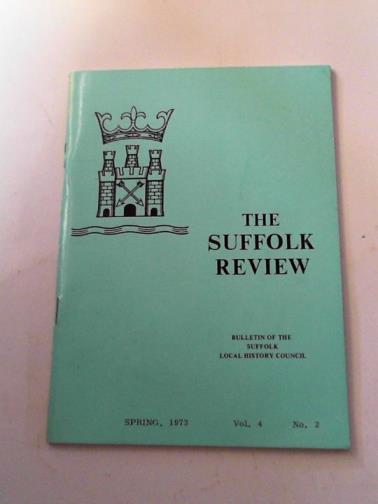 THE
SUFFOLK
REVIEW
BULLETIN OF THE
SUFFOLK
LOCAL HISTORY COUNCIL
SPRING, 1973 Vol. 4 No. 2